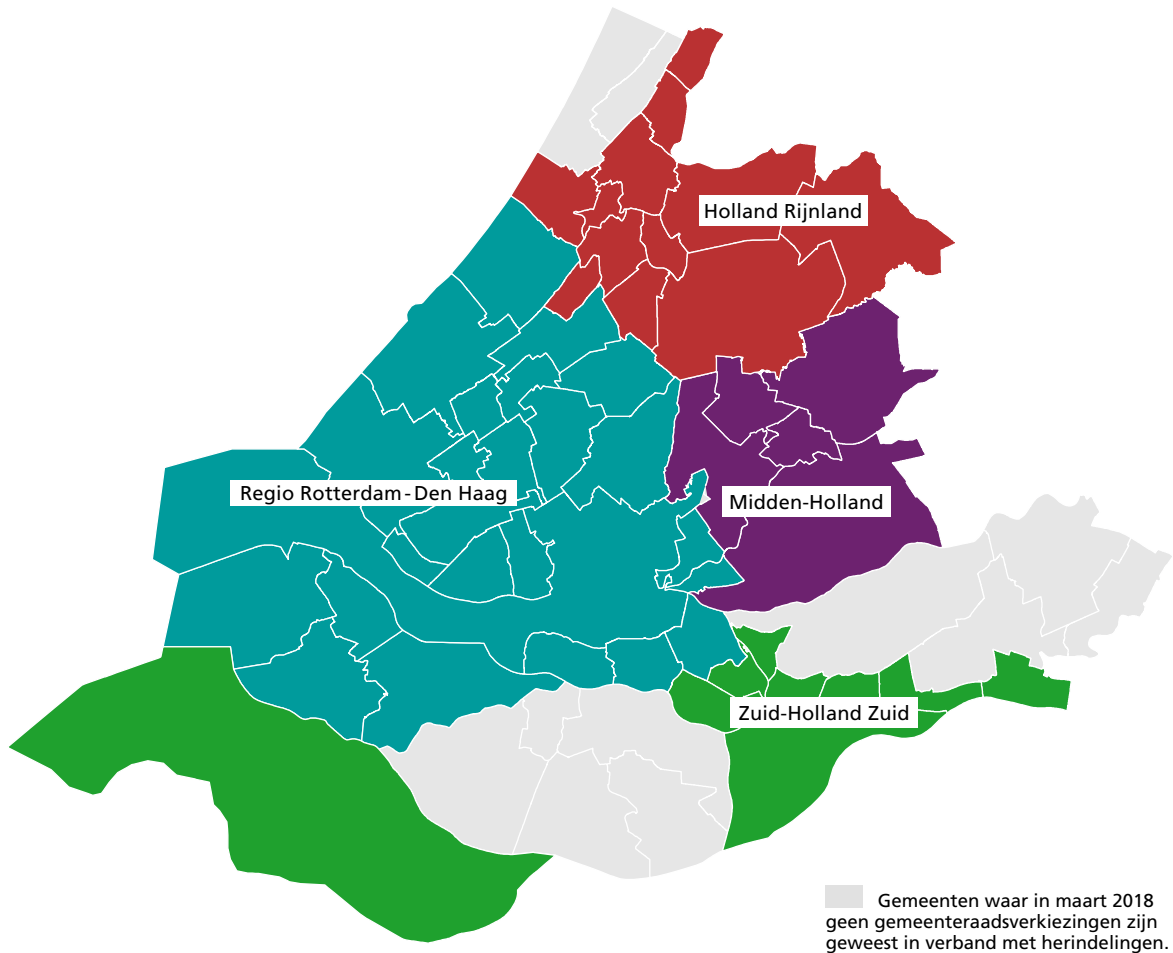 Holland Rijnland
Regio Rotterdam-Den Haag
Midden-Holland
Zuid-Holland Zuid
Gemeenten waar in maart 2018
geen gemeenteraadsverkiezingen zijn
geweest in verband met herindelingen.